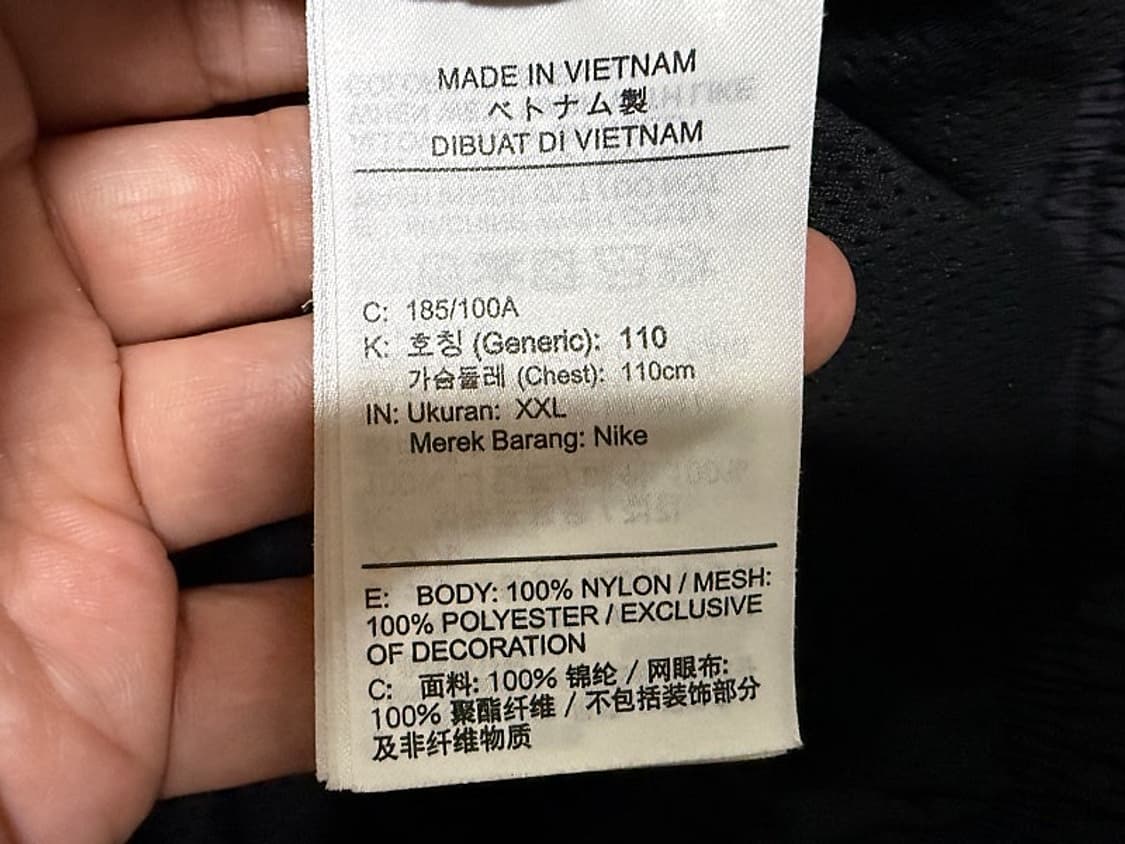 MADE IN VIETNAM
ベトナム製
DIBUAT DI VIETNAM
C: 185/100A
K: 호칭 (Generic): 110
가슴둘레 (Chest): 110cm
IN: Ukuran: XXL
Merek Barang: Nike
E: BODY: 100% NYLON / MESH:
100% POLYESTER / EXCLUSIVE
OF DECORATION
C: 面料: 100% 锦纶 / 网眼布:
100% 聚酯纤维 / 不包括装饰部分
及非纤维物质